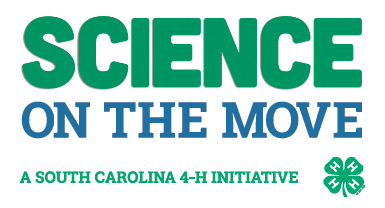 SCIENCE
ON THE MOVE
A SOUTH CAROLINA 4-H INITIATIVE
H H
H H